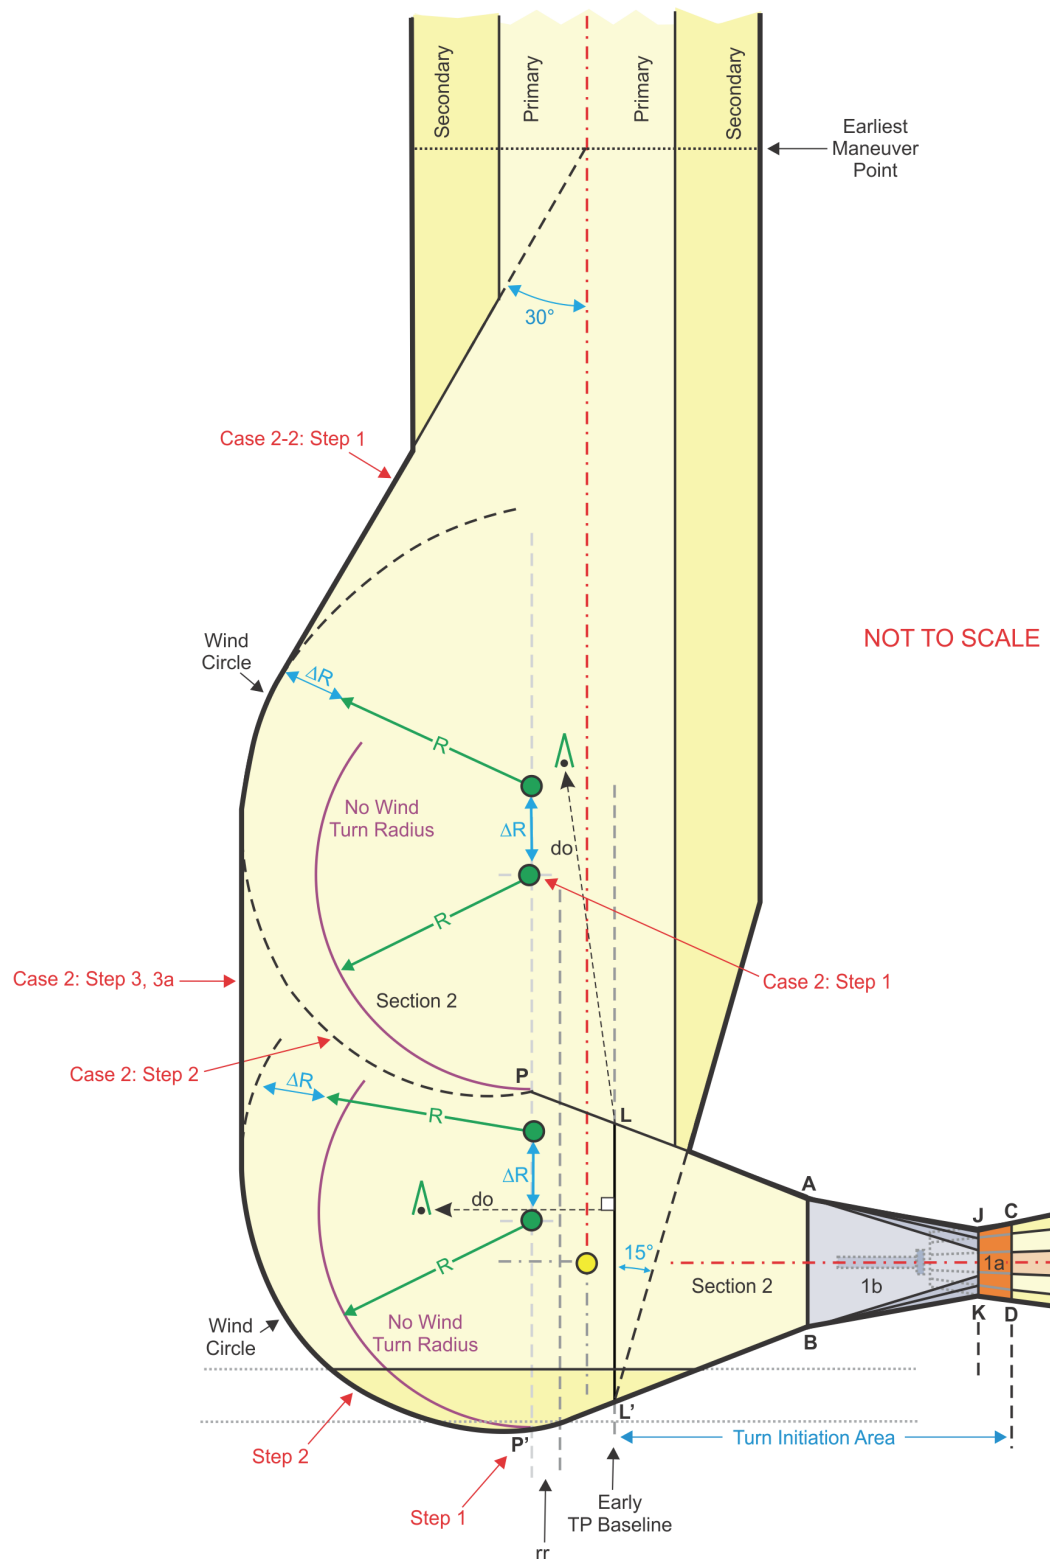 Secondary
Primary
Primary
Secondary
Earliest
Maneuver
Point
30°
Case 2-2: Step 1
NOT TO SCALE
Wind
Circle
ΔR
R
No Wind
Turn Radius
ΔR
do
R
Case 2: Step 3, 3a
Section 2
Case 2: Step 1
Case 2: Step 2
P
ΔR
R
L
ΔR
do
A
J
C
15°
1a
R
Section 2
1b
No Wind
Turn Radius
Wind
Circle
B
K
D
L'
P'
Turn Initiation Area
Step 2
Step 1
Early
TP Baseline
rr